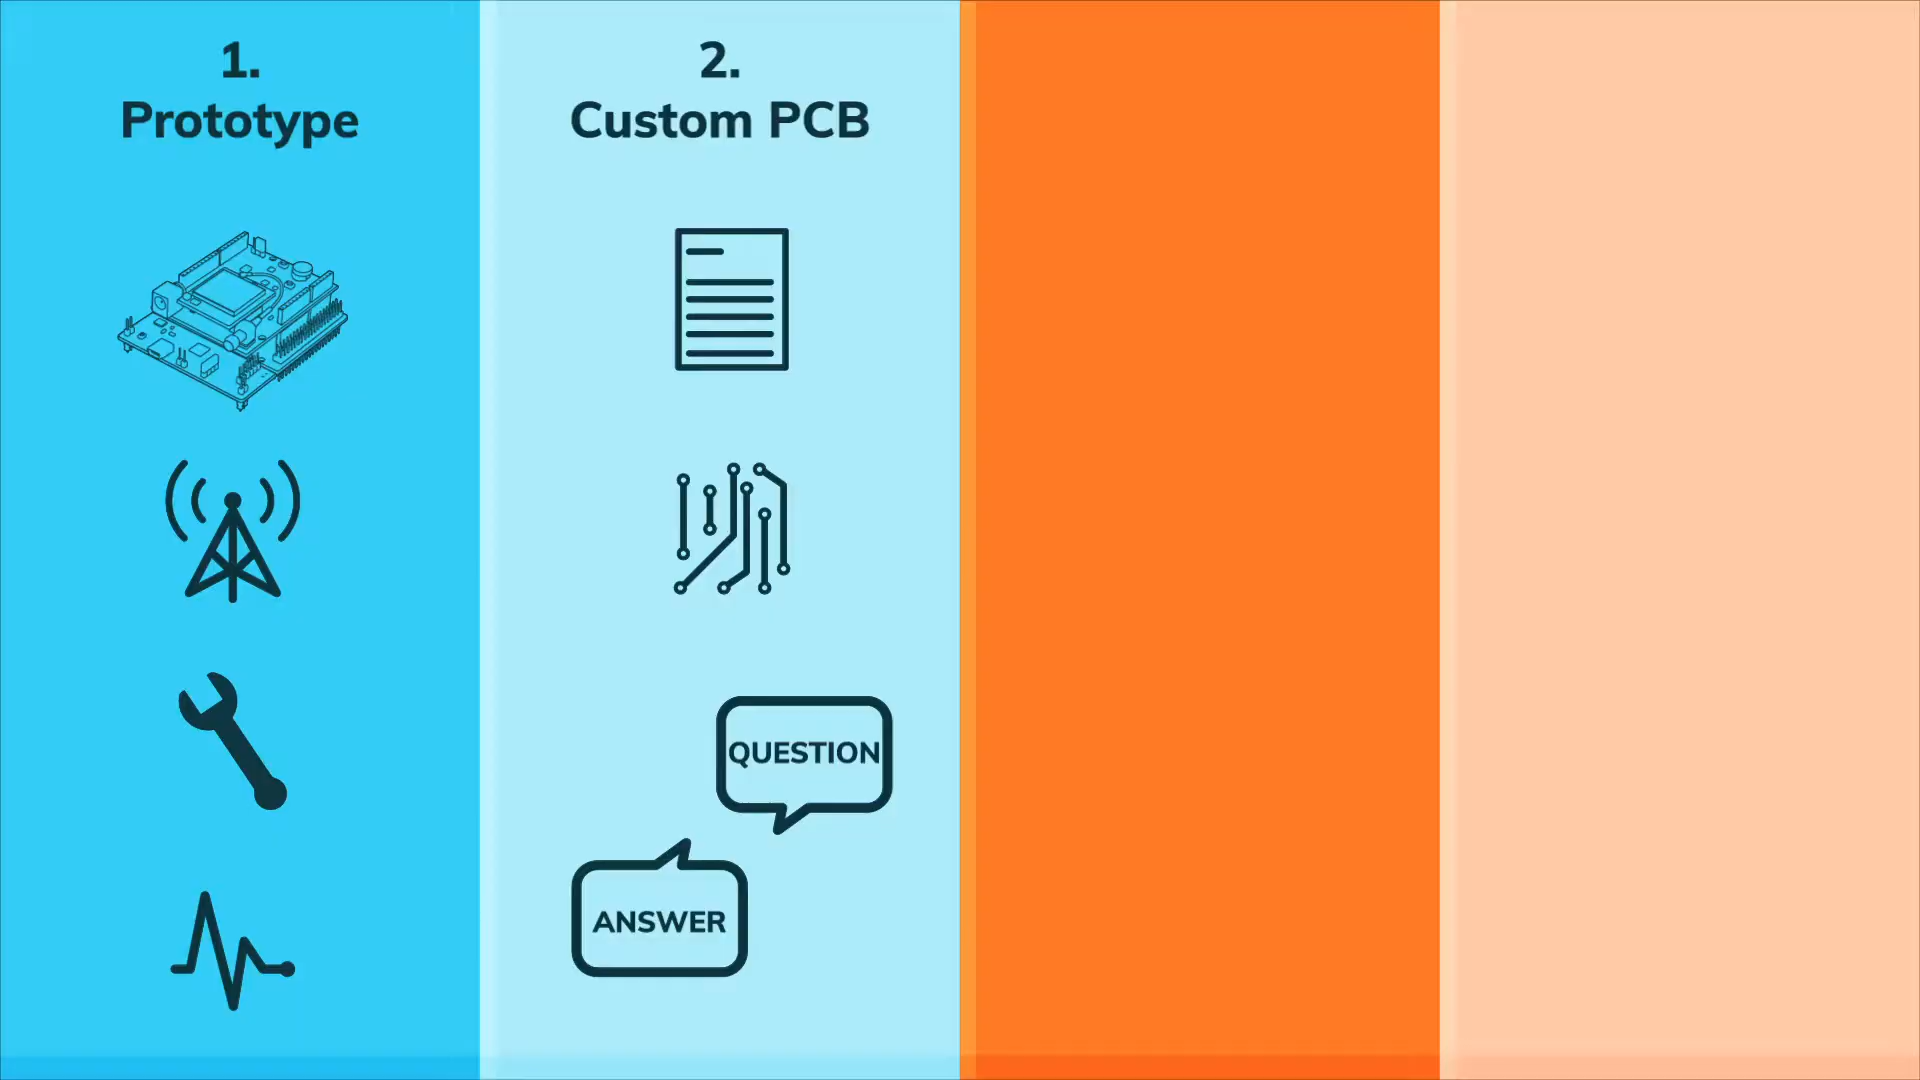 1.
Prototype
2.
Custom PCB
QUESTION
ANSWER